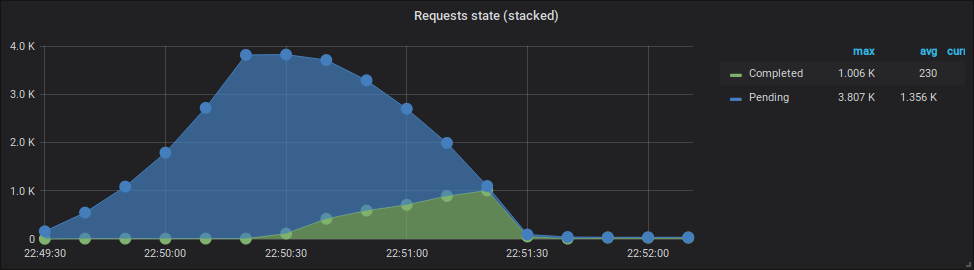 Requests state (stacked)
4.0 K
3.0 K
2.0 K
1.0 K
0
22:49:30 22:50:00 22:50:30 22:51:00 22:51:30 22:52:00
max avg curr
Completed 1.006 K 230
Pending 3.807 K 1.356 K